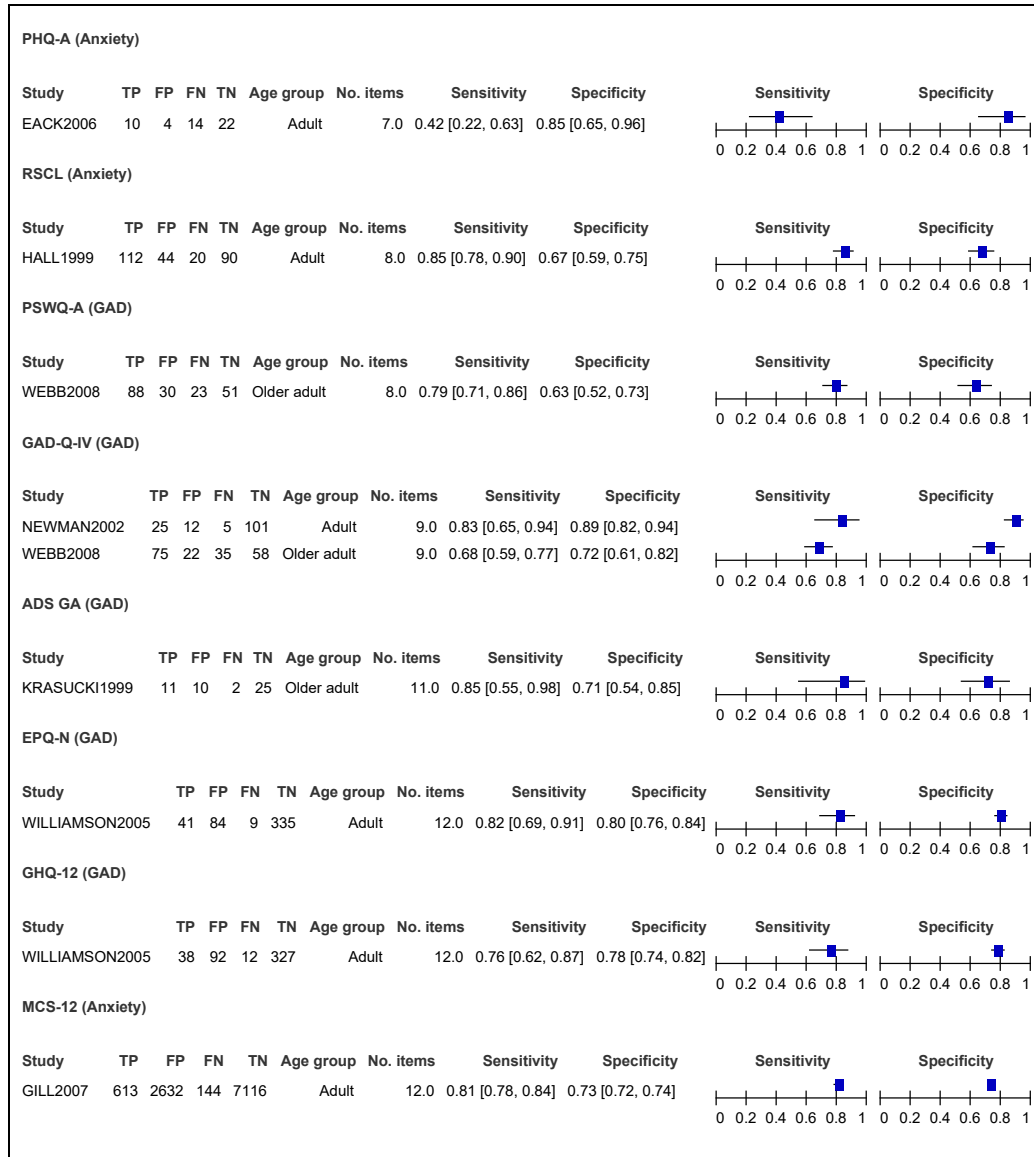 PHQ-A (Anxiety)
Study TP FP FN TN Age group No. items Sensitivity Specificity Sensitivity Specificity
EACK2006 10 4 14 22 Adult 7.0 0.42 [0.22, 0.63] 0.85 [0.65, 0.96]
0 0.2 0.4 0.6 0.8 1 0 0.2 0.4 0.6 0.8 1
RSCL (Anxiety)
Study TP FP FN TN Age group No. items Sensitivity Specificity Sensitivity Specificity
HALL1999 112 44 20 90 Adult 8.0 0.85 [0.78, 0.90] 0.67 [0.59, 0.75]
0 0.2 0.4 0.6 0.8 1 0 0.2 0.4 0.6 0.8 1
PSWQ-A (GAD)
Study TP FP FN TN Age group No. items Sensitivity Specificity Sensitivity Specificity
WEBB2008 88 30 23 51 Older adult 8.0 0.79 [0.71, 0.86] 0.63 [0.52, 0.73]
0 0.2 0.4 0.6 0.8 1 0 0.2 0.4 0.6 0.8 1
GAD-Q-IV (GAD)
Study TP FP FN TN Age group No. items Sensitivity Specificity Sensitivity Specificity
NEWMAN2002 25 12 5 101 Adult 9.0 0.83 [0.65, 0.94] 0.89 [0.82, 0.94]
WEBB2008 75 22 35 58 Older adult 9.0 0.68 [0.59, 0.77] 0.72 [0.61, 0.82]
0 0.2 0.4 0.6 0.8 1 0 0.2 0.4 0.6 0.8 1
ADS GA (GAD)
Study TP FP FN TN Age group No. items Sensitivity Specificity Sensitivity Specificity
KRASUCKI1999 11 10 2 25 Older adult 11.0 0.85 [0.55, 0.98] 0.71 [0.54, 0.85]
0 0.2 0.4 0.6 0.8 1 0 0.2 0.4 0.6 0.8 1
EPQ-N (GAD)
Study TP FP FN TN Age group No. items Sensitivity Specificity Sensitivity Specificity
WILLIAMSON2005 41 84 9 335 Adult 12.0 0.82 [0.69, 0.91] 0.80 [0.76, 0.84]
0 0.2 0.4 0.6 0.8 1 0 0.2 0.4 0.6 0.8 1
GHQ-12 (GAD)
Study TP FP FN TN Age group No. items Sensitivity Specificity Sensitivity Specificity
WILLIAMSON2005 38 92 12 327 Adult 12.0 0.76 [0.62, 0.87] 0.78 [0.74, 0.82]
0 0.2 0.4 0.6 0.8 1 0 0.2 0.4 0.6 0.8 1
MCS-12 (Anxiety)
Study TP FP FN TN Age group No. items Sensitivity Specificity Sensitivity Specificity
GILL2007 613 2632 144 7116 Adult 12.0 0.81 [0.78, 0.84] 0.73 [0.72, 0.74]
0 0.2 0.4 0.6 0.8 1 0 0.2 0.4 0.6 0.8 1